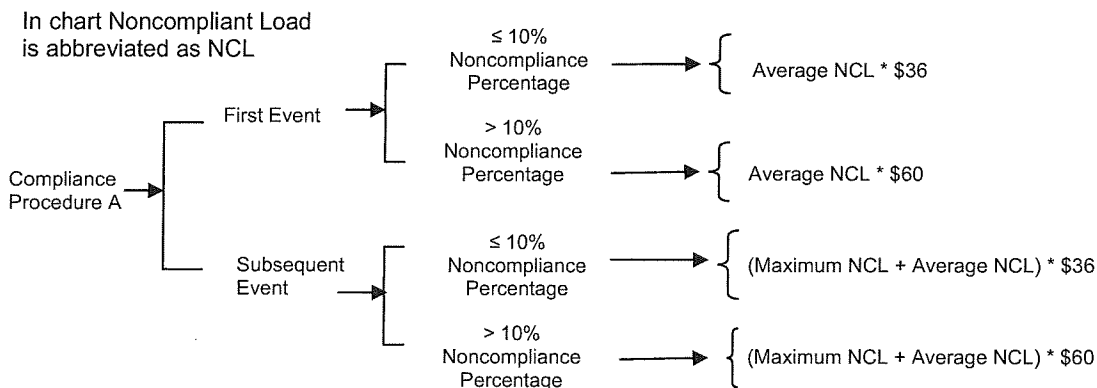 In chart Noncompliant Load
is abbreviated as NCL
Compliance
Procedure A
First Event
≤ 10%
Noncompliance
Percentage
Average NCL * $36
> 10%
Noncompliance
Percentage
Average NCL * $60
Subsequent
Event
≤ 10%
Noncompliance
Percentage
(Maximum NCL + Average NCL) * $36
> 10%
Noncompliance
Percentage
(Maximum NCL + Average NCL) * $60